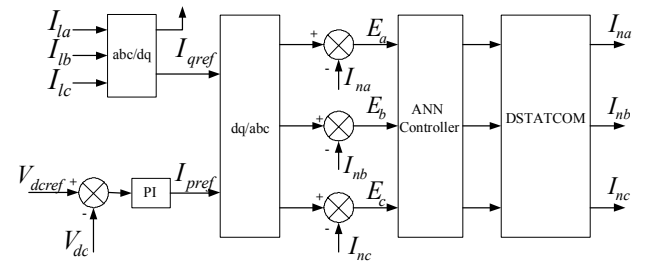 I_la
I_lb
I_lc
abc/dq
I_qref
V_dcref
+
-
V_dc
PI
I_pref
dq/abc
+
-
E_a
I_na
+
-
E_b
I_nb
+
-
E_c
I_nc
ANN
Controller
DSTATCOM
I_na
I_nb
I_nc